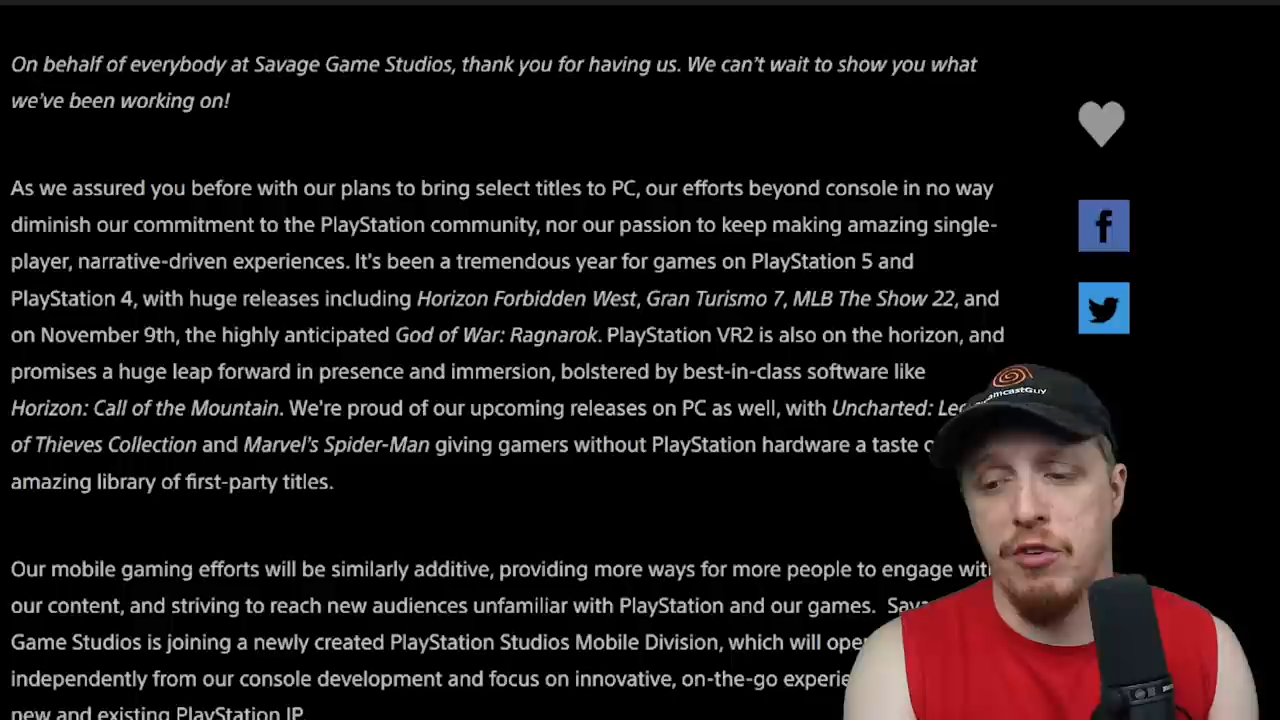 On behalf of everybody at Savage Game Studios, thank you for having us. We can't wait to show you what
we've been working on!
As we assured you before with our plans to bring select titles to PC, our efforts beyond console in no way
diminish our commitment to the PlayStation community, nor our passion to keep making amazing single-
player, narrative-driven experiences. It's been a tremendous year for games on PlayStation 5 and
PlayStation 4, with huge releases including Horizon Forbidden West, Gran Turismo 7, MLB The Show 22, and
on November 9th, the highly anticipated God of War: Ragnarok. PlayStation VR2 is also on the horizon, and
promises a huge leap forward in presence and immersion, bolstered by best-in-class software like
Horizon: Call of the Mountain. We're proud of our upcoming releases on PC as well, with Uncharted:
of Thieves Collection and Marvel's Spider-Man giving gamers without PlayStation hardware a taste
amazing library of first-party titles.
Our mobile gaming efforts will be similarly additive, providing more ways for more people to engage with
our content, and striving to reach new audiences unfamiliar with PlayStation and our games.
Game Studios is joining a newly created PlayStation Studios Mobile Division, which will
independently from our console development and focus on innovative, on-the-go
new and existing PlayStation IP.